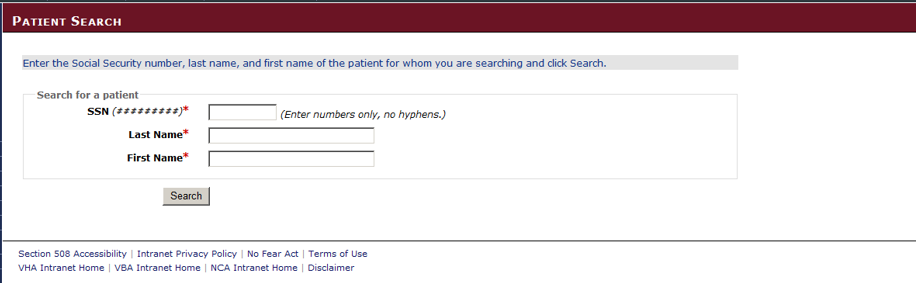 PATIENT SEARCH
Enter the Social Security number, last name, and first name of the patient for whom you are searching and click Search.
Search for a patient
SSN (#########)* (Enter numbers only, no hyphens.)
Last Name*
First Name*
Search
Section 508 Accessibility | Intranet Privacy Policy | No Fear Act | Terms of Use
VHA Intranet Home | VBA Intranet Home | NCA Intranet Home | Disclaimer